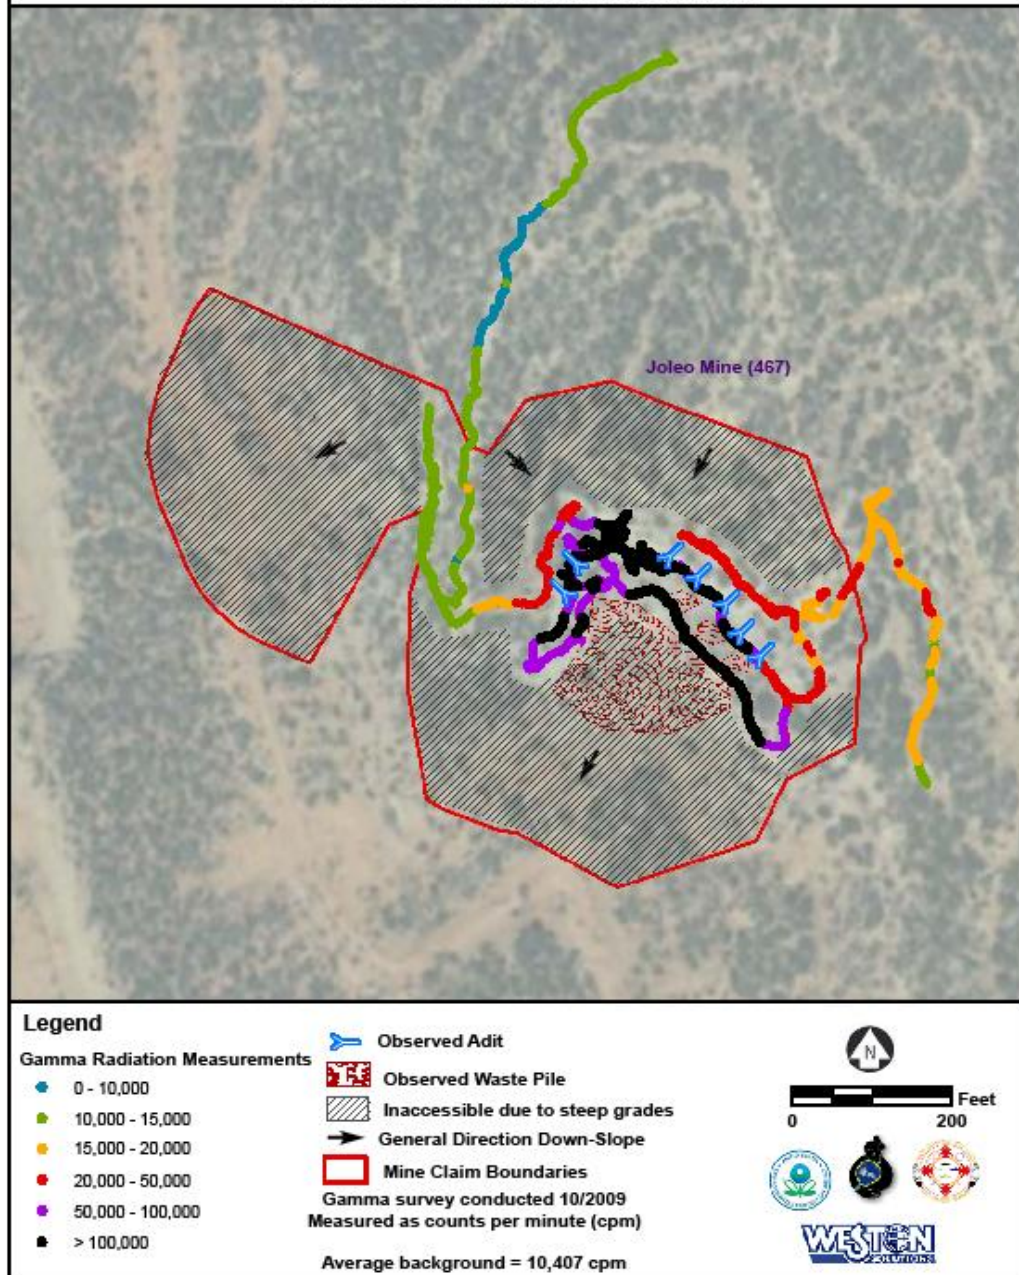 Joleo Mine (467)
Legend
Gamma Radiation Measurements
0 - 10,000
10,000 - 15,000
15,000 - 20,000
20,000 - 50,000
50,000 - 100,000
> 100,000
Observed Adit
Observed Waste Pile
Inaccessible due to steep grades
General Direction Down-Slope
Mine Claim Boundaries
Gamma survey conducted 10/2009
Measured as counts per minute (cpm)
Average background = 10,407 cpm
N
Feet
0 200
WESTON
SOLUTIONS